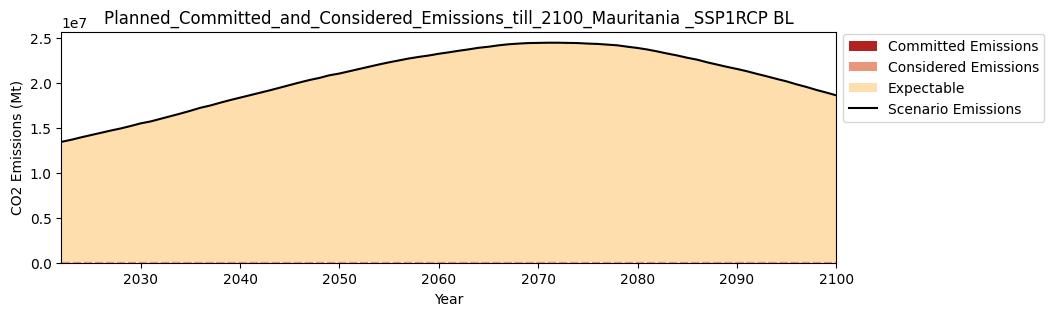 Planned_Committed_and_Considered_Emissions_till_2100_Mauritania _SSP1RCP BL
1e7
2.5
2.0
1.5
1.0
0.5
0.0
CO2 Emissions (Mt)
2030 2040 2050 2060 2070 2080 2090 2100
Year
Committed Emissions
Considered Emissions
Expectable
Scenario Emissions